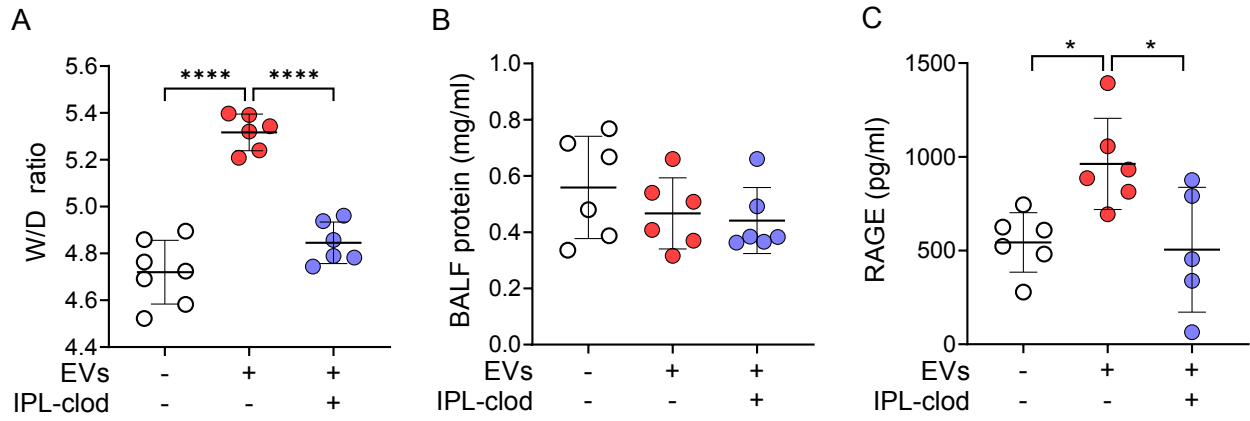 A
W/D ratio
5.6
5.4
5.2
5.0
4.8
4.6
4.4
**** ****
EVs - + +
IPL-clod - - +
B
BALF protein (mg/ml)
1.0
0.8
0.6
0.4
0.2
0.0
EVs - + +
IPL-clod - - +
C
RAGE (pg/ml)
1500
1000
500
0
* *
EVs - + +
IPL-clod - - +